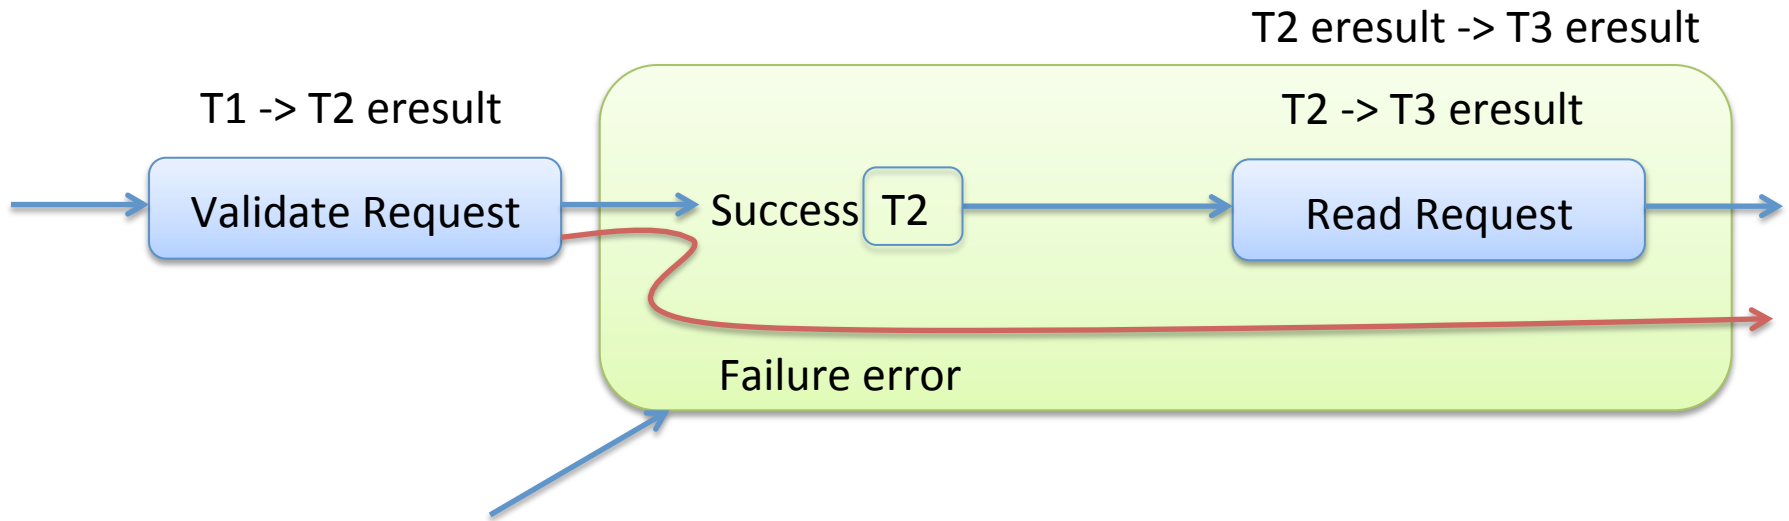 T2 eresult -> T3 eresult
T1 -> T2 eresult
T2 -> T3 eresult
Validate Request
Success T2
Read Request
Failure error